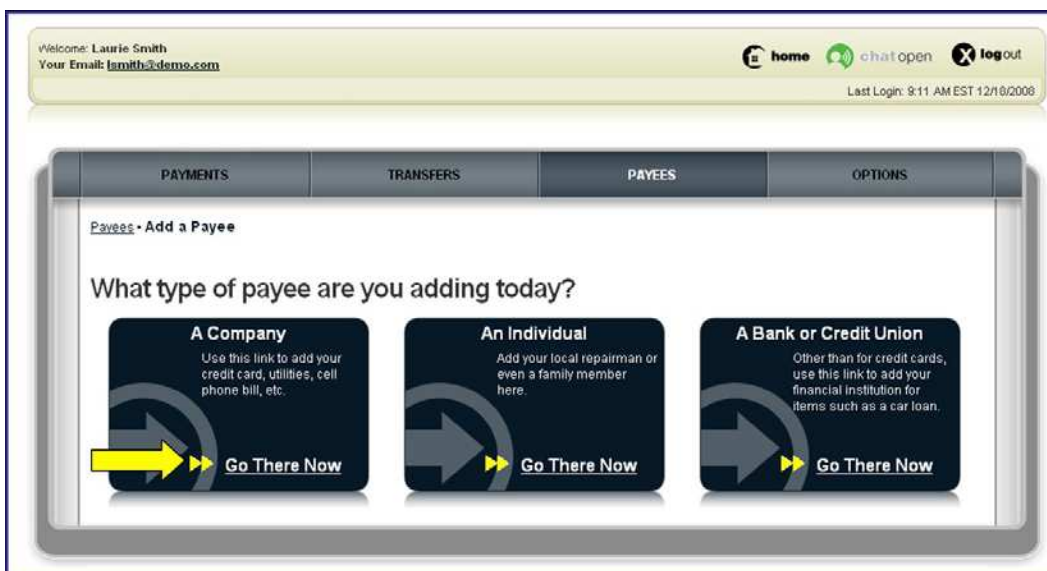 Welcome: Laurie Smith
Your Email: lsmith@demo.com
home chat open logout
Last Login: 9:11 AM EST 12/18/2008
PAYMENTS TRANSFERS PAYEES OPTIONS
Payees • Add a Payee
What type of payee are you adding today?
A Company
Use this link to add your
credit card, utilities, cell
phone bill, etc.
Go There Now
An Individual
Add your local repairman or
even a family member
here.
Go There Now
A Bank or Credit Union
Other than for credit cards,
use this link to add your
financial institution for
items such as a car loan.
Go There Now